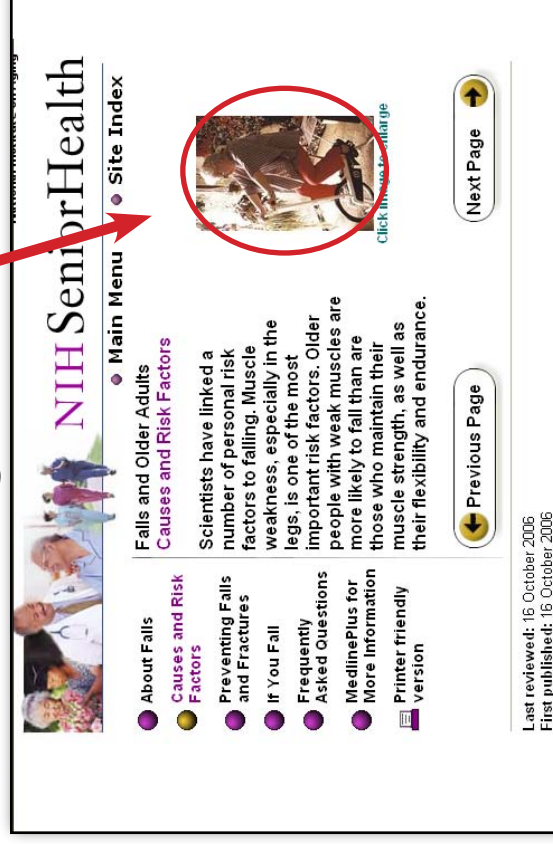 NIHSeniorHealth
Main Menu
Site Index
About Falls
Causes and Risk
Factors
Preventing Falls
and Fractures
If You Fall
Frequently
Asked Questions
MedlinePlus for
More Information
Printer friendly
version
Falls and Older Adults
Causes and Risk Factors
Scientists have linked a
number of personal risk
factors to falling. Muscle
weakness, especially in the
legs, is one of the most
important risk factors. Older
people with weak muscles are
more likely to fall than are
those who maintain their
muscle strength, as well as
their flexibility and endurance.
Click image to enlarge
Previous Page
Next Page
Last reviewed: 16 October 2006
First published: 16 October 2006